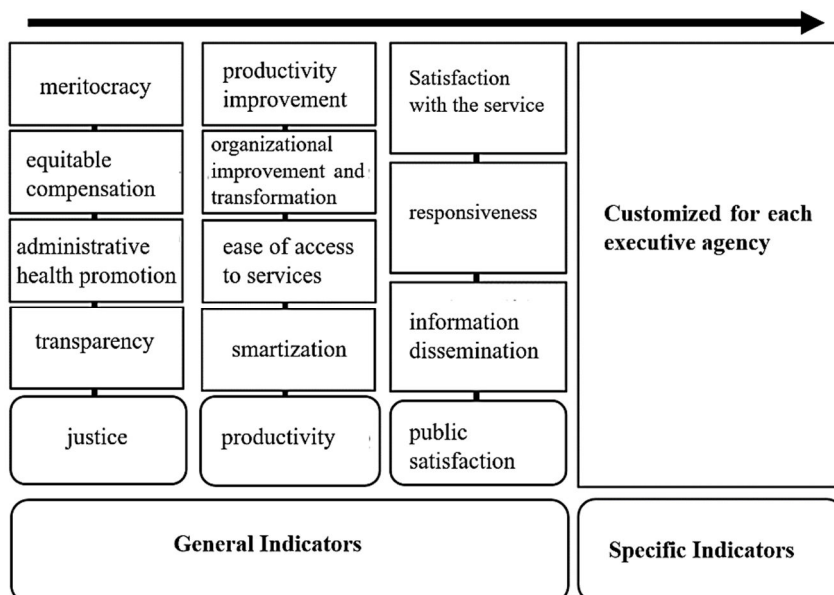 meritocracy
equitable
compensation
administrative
health promotion
transparency
justice
productivity
improvement
organizational
improvement and
transformation
ease of access
to services
smartization
productivity
Satisfaction
with the service
responsiveness
information
dissemination
public
satisfaction
Customized for each
executive agency
General Indicators
Specific Indicators